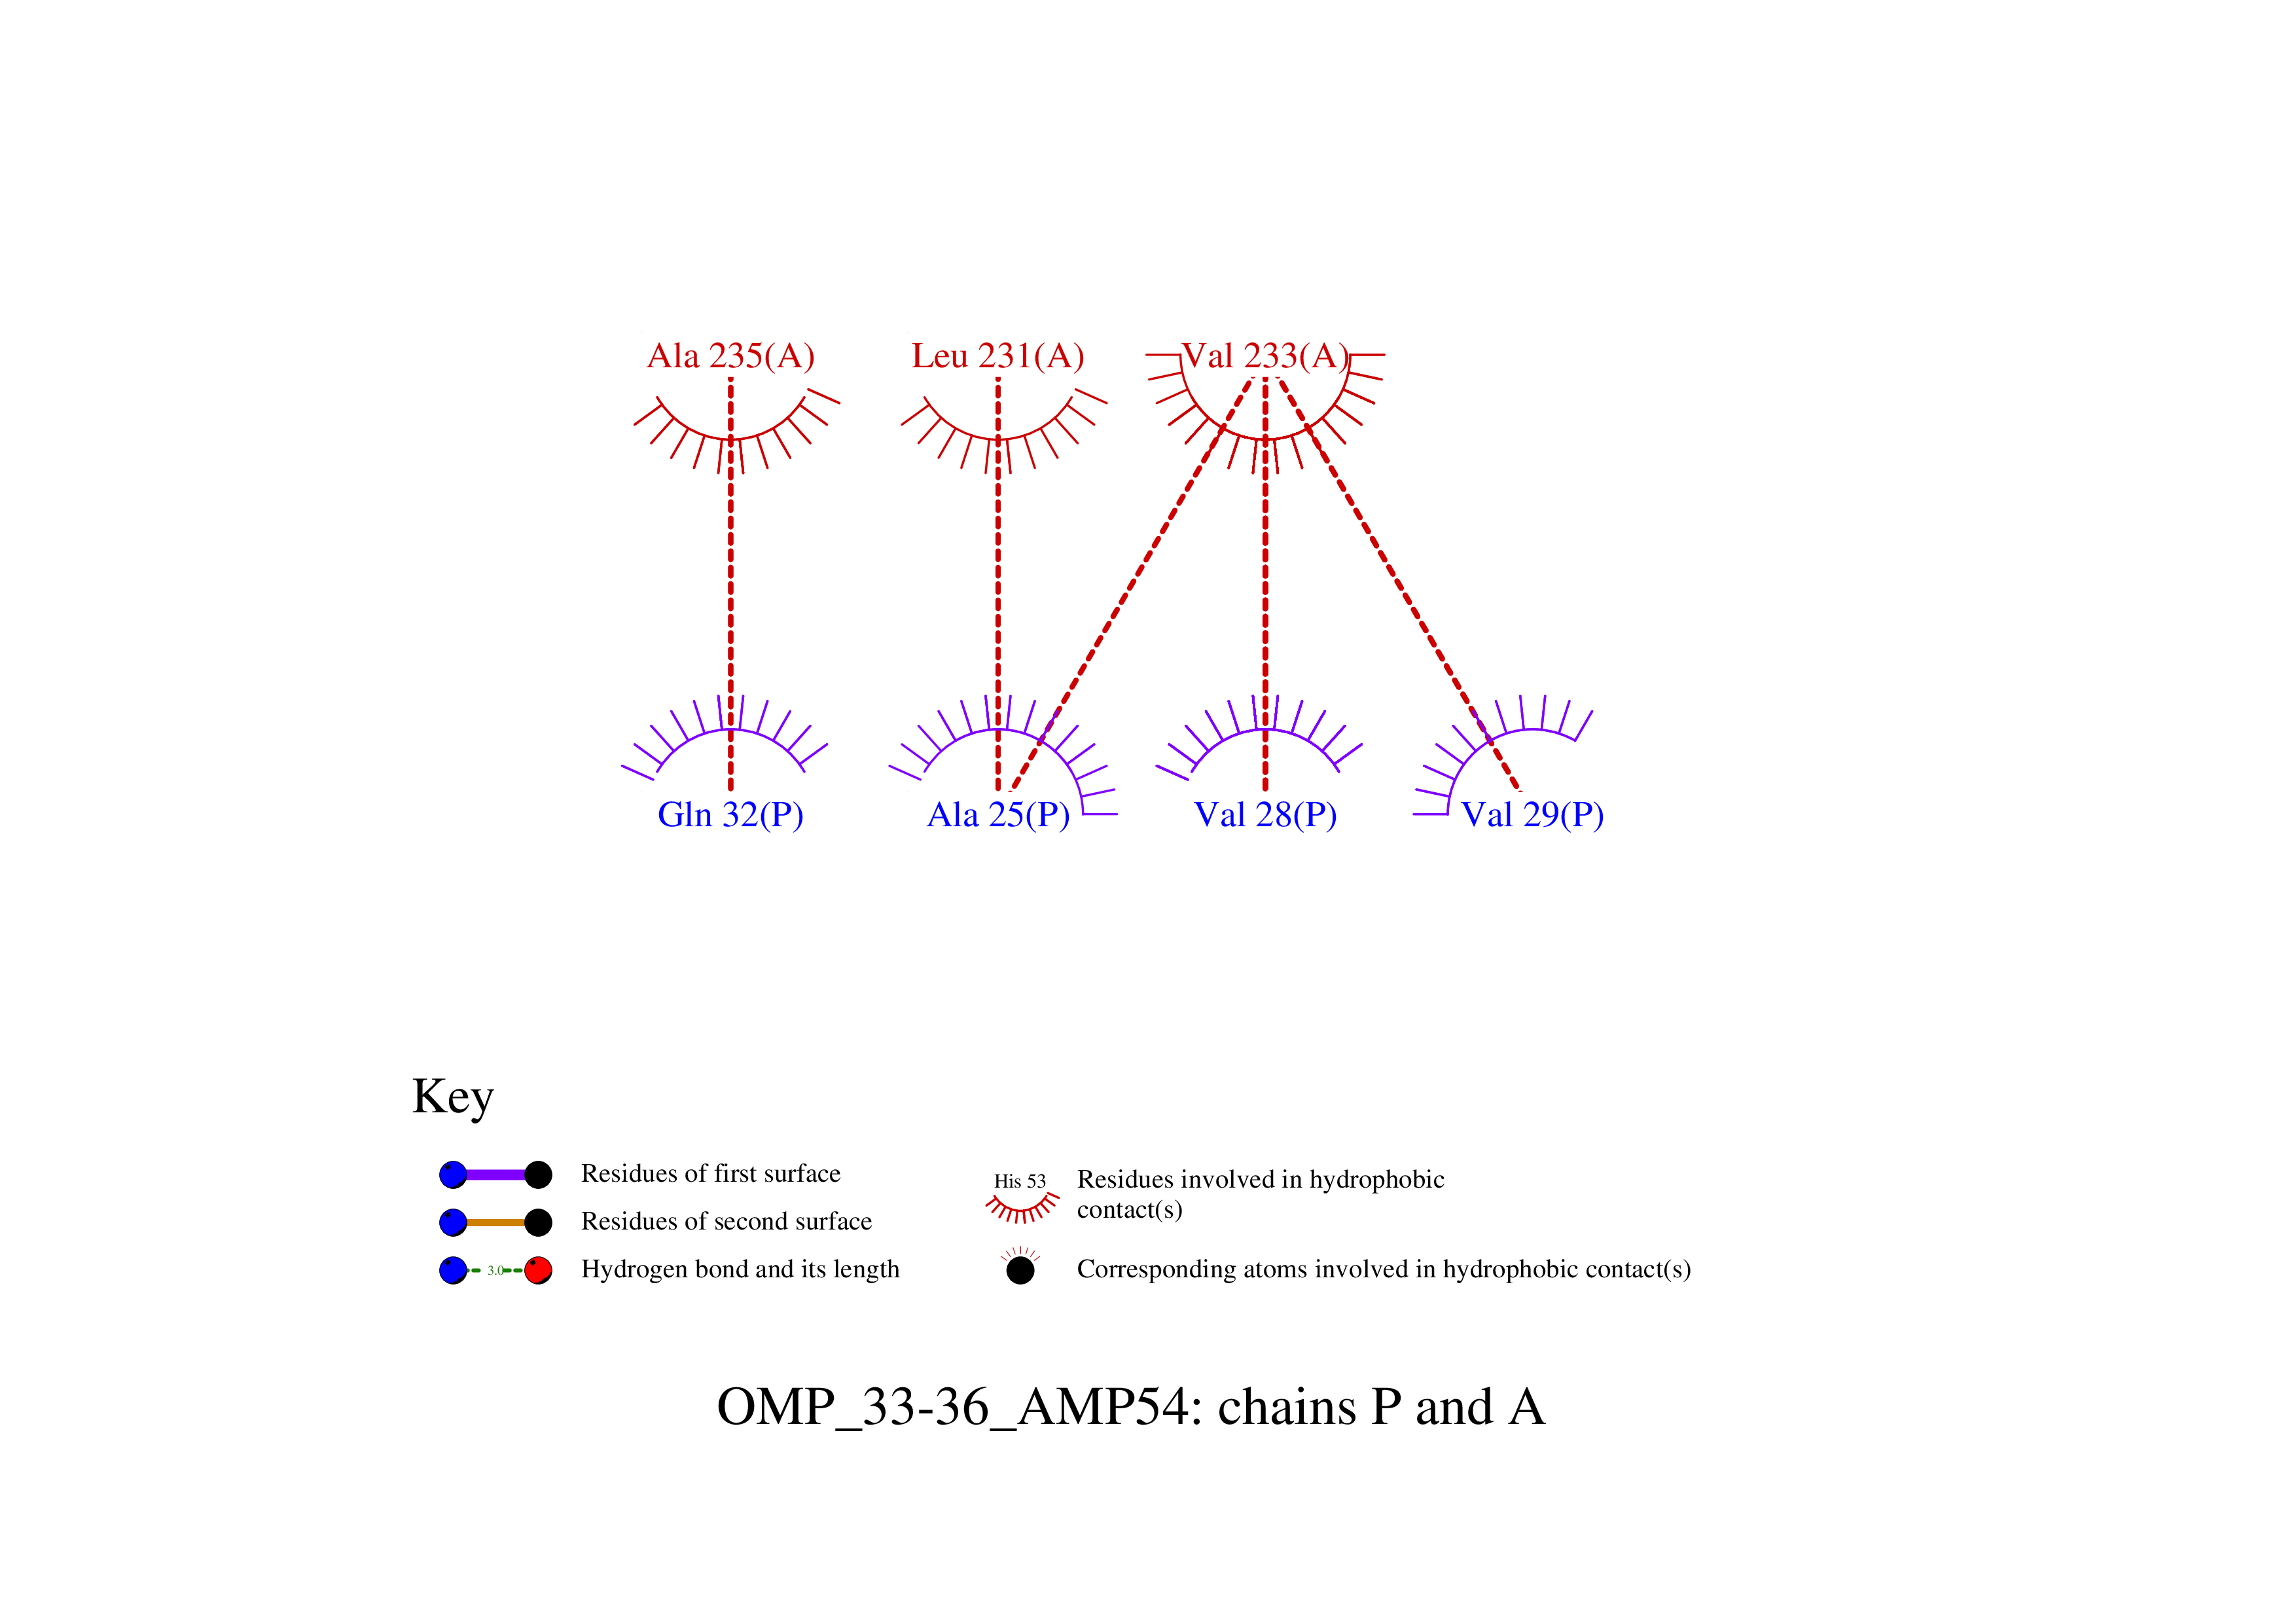 Ala 235(A) Leu 231(A) Val 233(A)
Gln 32(P) Ala 25(P) Val 28(P) Val 29(P)
Key
Residues of first surface
Residues of second surface
3.0 Hydrogen bond and its length
His 53 Residues involved in hydrophobic
contact(s)
Corresponding atoms involved in hydrophobic contact(s)
OMP_33-36_AMP54: chains P and A